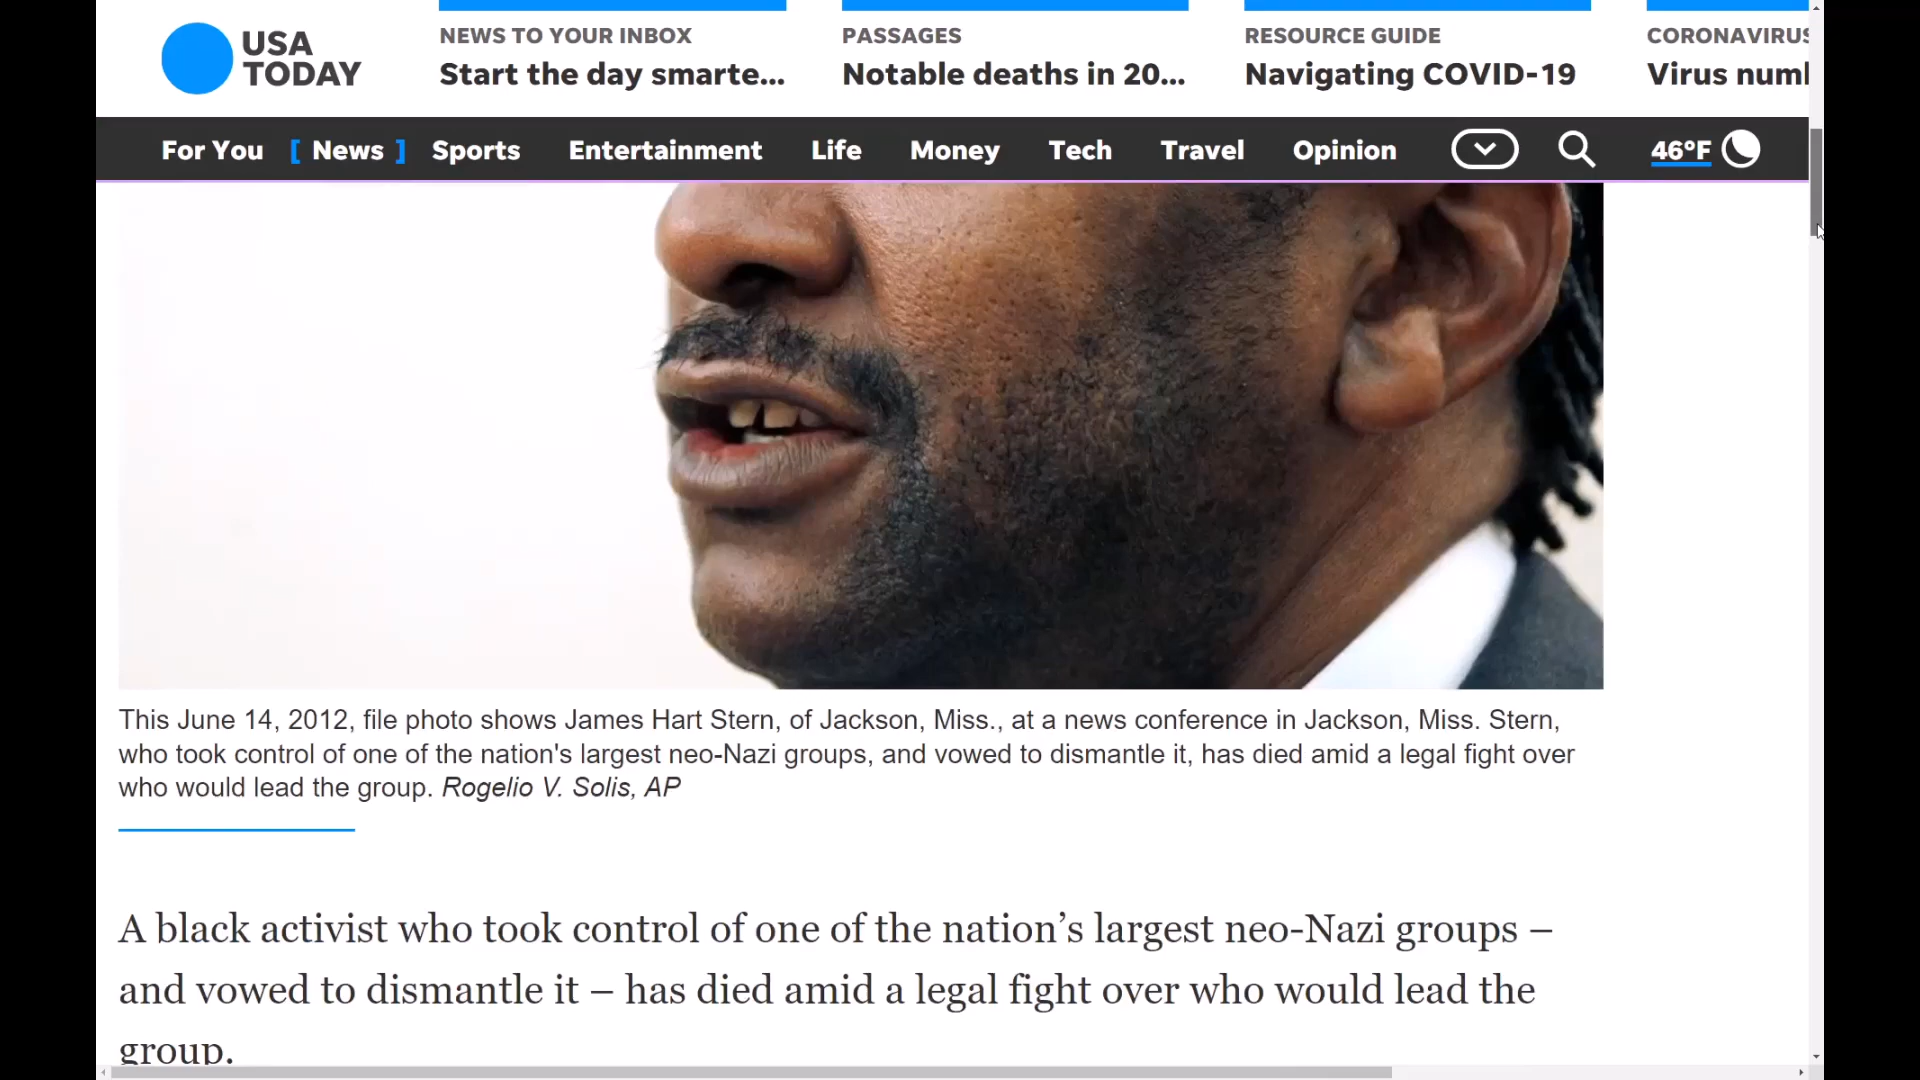 USA
TODAY
NEWS TO YOUR INBOX
Start the day smarte...
PASSAGES
Notable deaths in 20...
RESOURCE GUIDE
Navigating COVID-19
CORONAVIRUS
Virus
For You
[ News ]
Sports
Entertainment
Life
Money
Tech
Travel
Opinion
46°F
This June 14, 2012, file photo shows James Hart Stern, of Jackson, Miss., at a news conference in Jackson, Miss. Stern,
who took control of one of the nation's largest neo-Nazi groups, and vowed to dismantle it, has died amid a legal fight over
who would lead the group. Rogelio V. Solis, AP
A black activist who took control of one of the nation’s largest neo-Nazi groups –
and vowed to dismantle it – has died amid a legal fight over who would lead the
group.